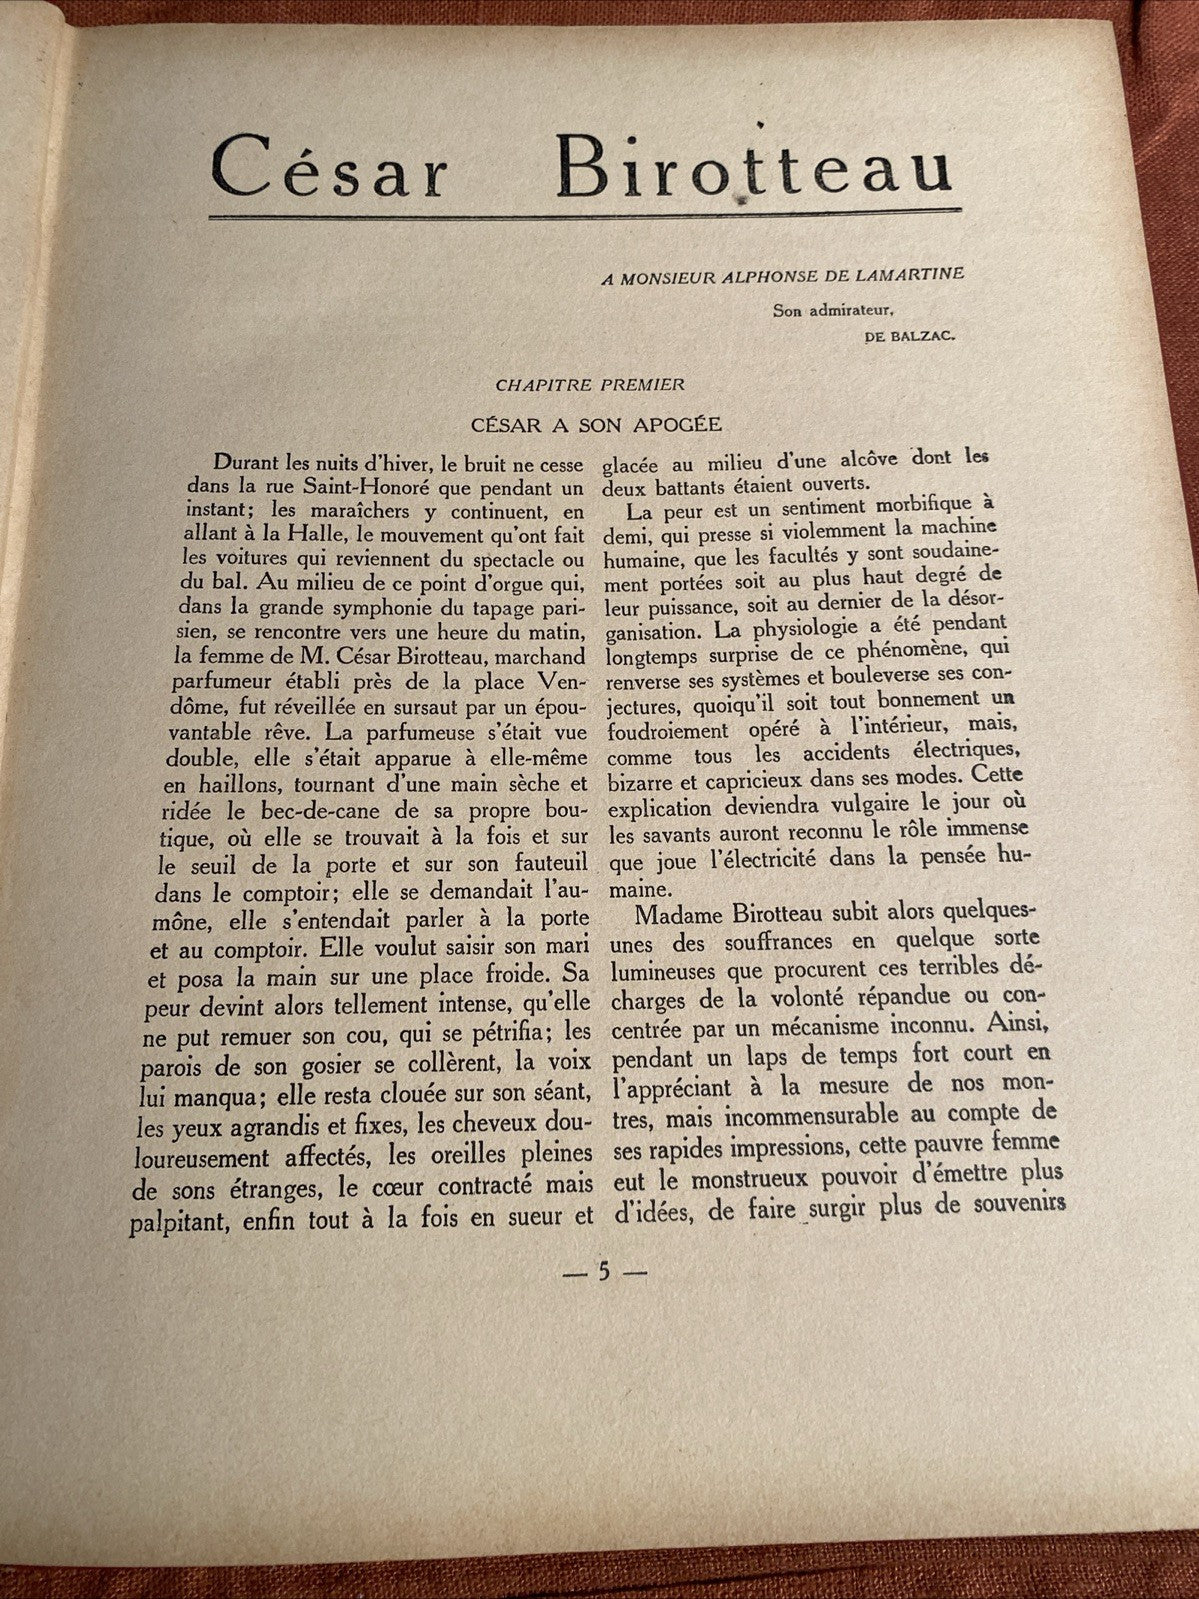 César Birotteau
A MONSIEUR ALPHONSE DE LAMARTINE
Son admirateur,
DE BALZAC.
CHAPITRE PREMIER
CÉSAR A SON APOGÉE
Durant les nuits d'hiver, le bruit ne cesse
dans la rue Saint-Honoré que pendant un
instant; les maraîchers y continuent, en
allant à la Halle, le mouvement qu'ont fait
les voitures qui reviennent du spectacle ou
du bal. Au milieu de ce point d'orgue qui,
dans la grande symphonie du tapage pari-
sien, se rencontre vers une heure du matin,
la femme de M. César Birotteau, marchand
parfumeur établi près de la place Ven-
dôme, fut réveillée en sursaut par un épou-
vantable rêve. La parfumeuse s'était vue
double, elle s'était apparue à elle-même
en haillons, tournant d'une main sèche et
ridée le bec-de-cane de sa propre bou-
tique, où elle se trouvait à la fois et sur
le seuil de la porte et sur son fauteuil
dans le comptoir; elle se demandait l'au-
mône, elle s'entendait parler à la porte
et au comptoir. Elle voulut saisir son mari
et posa la main sur une place froide. Sa
peur devint alors tellement intense, qu'elle
ne put remuer son cou, qui se pétrifia; les
parois de son gosier se collèrent, la voix
lui manqua; elle resta clouée sur son séant,
les yeux agrandis et fixes, les cheveux dou-
loureusement affectés, les oreilles pleines
de sons étranges, le cœur contracté mais
palpitant, enfin tout à la fois en sueur et
glacée au milieu d'une alcôve dont les
deux battants étaient ouverts.
La peur est un sentiment morbifique à
demi, qui presse si violemment la machine
humaine, que les facultés y sont soudaine-
ment portées soit au plus haut degré de
leur puissance, soit au dernier de la désor-
ganisation. La physiologie a été pendant
longtemps surprise de ce phénomène, qui
renverse ses systèmes et bouleverse ses con-
jectures, quoiqu'il soit tout bonnement un
foudroiement opéré à l'intérieur, mais,
comme tous les accidents électriques,
bizarre et capricieux dans ses modes. Cette
explication deviendra vulgaire le jour où
les savants auront reconnu le rôle immense
que joue l'électricité dans la pensée hu-
maine.
Madame Birotteau subit alors quelques-
unes des souffrances en quelque sorte
lumineuses que procurent ces terribles dé-
charges de la volonté répandue ou con-
centrée par un mécanisme inconnu. Ainsi,
pendant un laps de temps fort court en
l'appréciant à la mesure de nos mon-
tres, mais incommensurable au compte de
ses rapides impressions, cette pauvre femme
eut le monstrueux pouvoir d'émettre plus
d'idées, de faire surgir plus de souvenirs
— 5 —